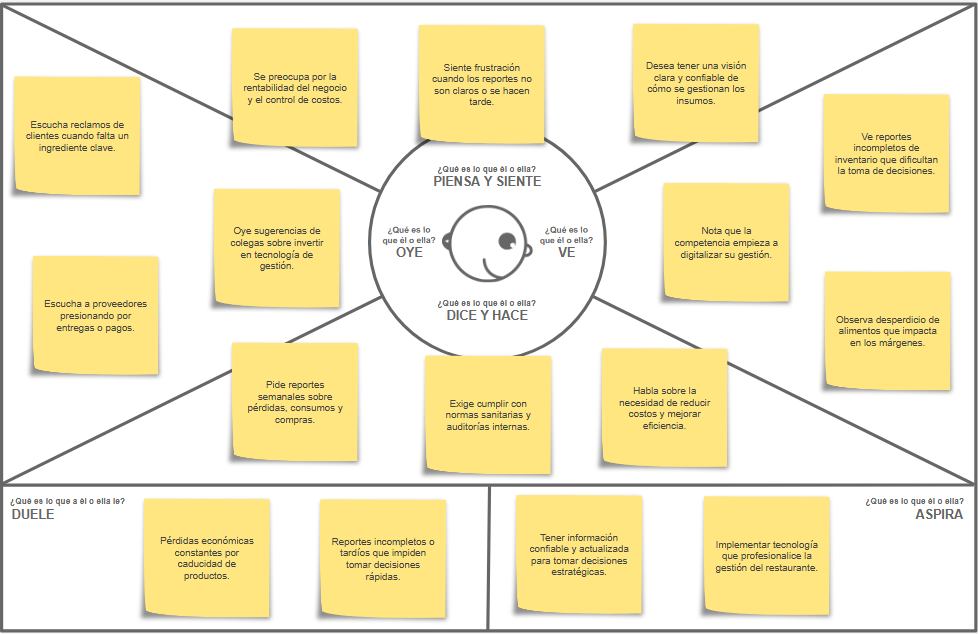 Se preocupa por la
rentabilidad del negocio
y el control de costos.
Siente frustración
cuando los reportes no
son claros o se hacen
tarde.
Desea tener una visión
clara y confiable de
cómo se gestionan los
insumos.
Escucha reclamos de
clientes cuando falta un
ingrediente clave.
Ve reportes
incompletos de
inventario que dificultan
la toma de decisiones.
¿Qué es lo que él o ella?
PIENSA Y SIENTE
Oye sugerencias de
colegas sobre invertir
en tecnología de
gestión.
¿Qué es lo
que él o ella?
OYE
¿Qué es lo
que él o ella?
VE
Nota que la
competencia empieza a
digitalizar su gestión.
Escucha a proveedores
presionando por
entregas o pagos.
¿Qué es lo que él o ella?
DICE Y HACE
Observa desperdicio de
alimentos que impacta
en los márgenes.
Pide reportes
semanales sobre
pérdidas, consumos y
compras.
Exige cumplir con
normas sanitarias y
auditorías internas.
Habla sobre la
necesidad de reducir
costos y mejorar
eficiencia.
¿Qué es lo que a él o ella le?
DUELE
Pérdidas económicas
constantes por
caducidad de
productos.
Reportes incompletos o
tardíos que impiden
tomar decisiones
rápidas.
Tener información
confiable y actualizada
para tomar decisiones
estratégicas.
Implementar tecnología
que profesionalice la
gestión del restaurante.
¿Qué es lo que él o ella?
ASPIRA